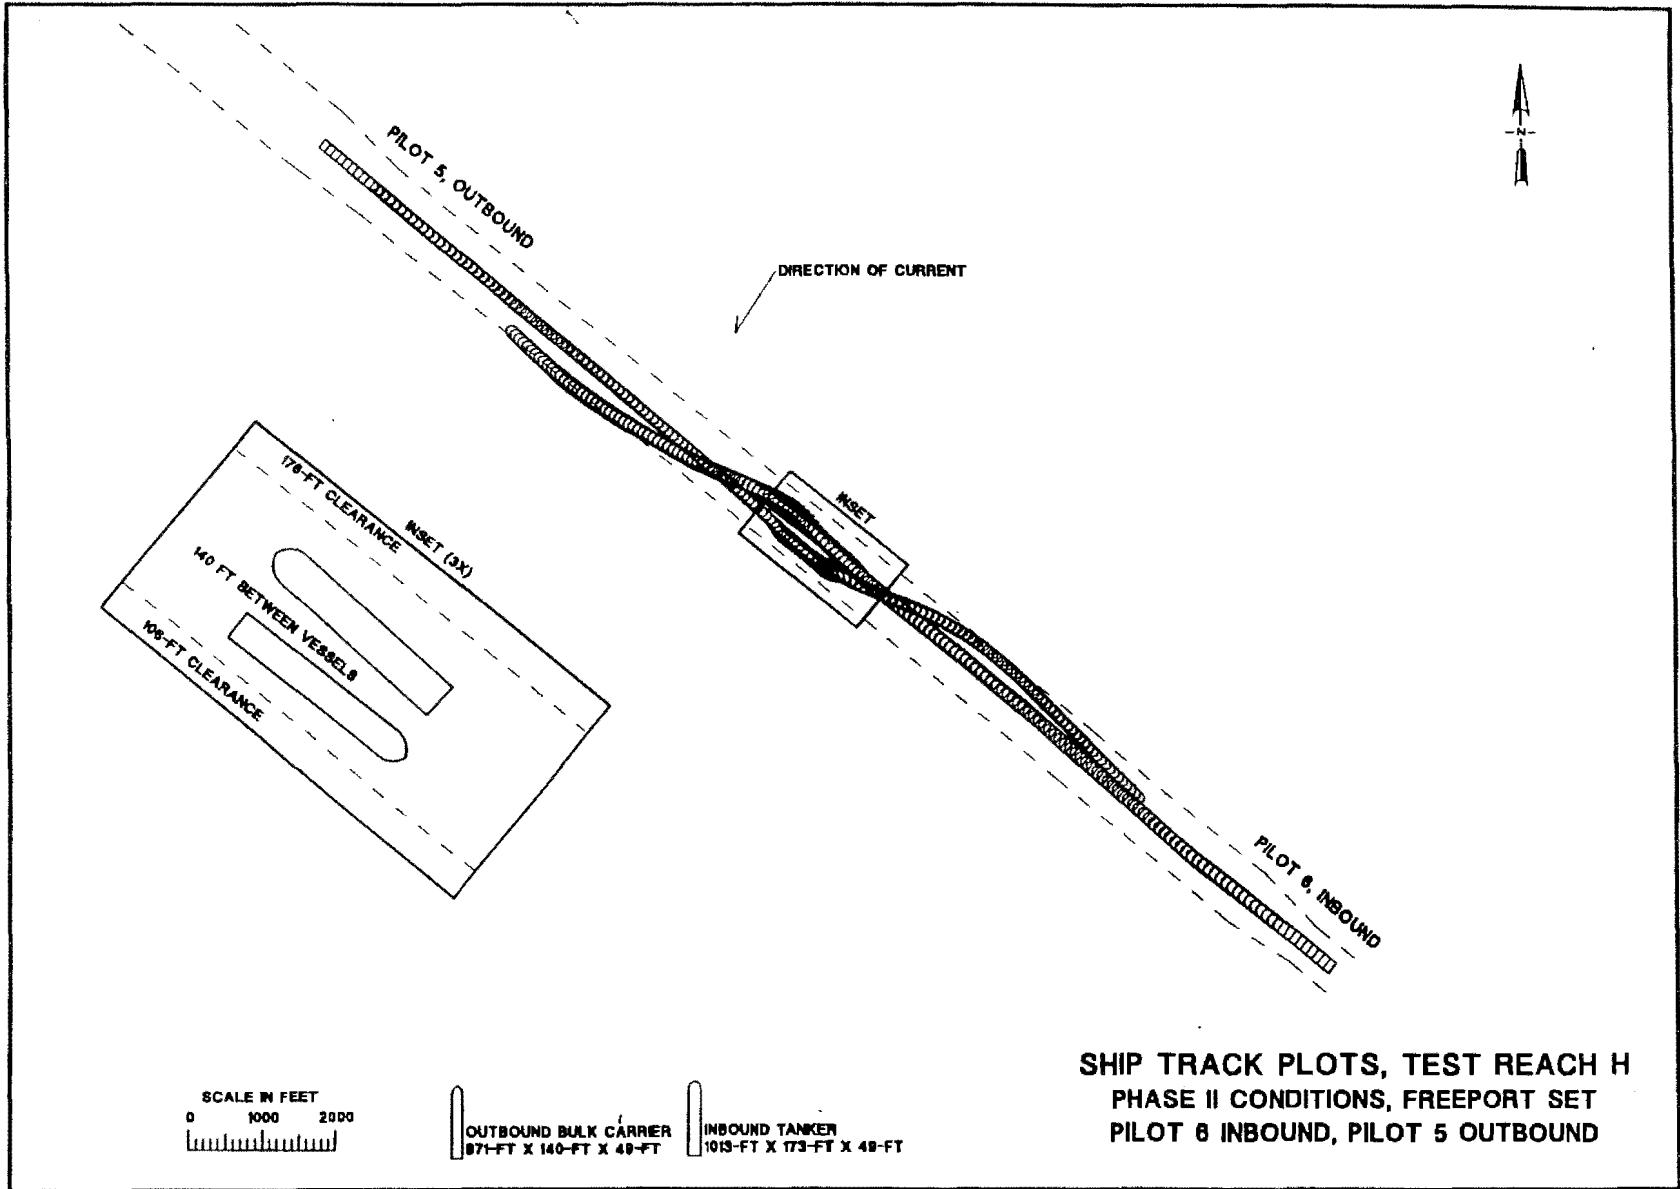 PILOT 5, OUTBOUND
N
DIRECTION OF CURRENT
INSET
176-FT CLEARANCE
INSET (3X)
140 FT BETWEEN VESSELS
106-FT CLEARANCE
PILOT 6, INBOUND
SCALE IN FEET
0 1000 2000
OUTBOUND BULK CARRIER
971-FT X 140-FT X 49-FT
INBOUND TANKER
1013-FT X 173-FT X 49-FT
SHIP TRACK PLOTS, TEST REACH H
PHASE II CONDITIONS, FREEPORT SET
PILOT 6 INBOUND, PILOT 5 OUTBOUND